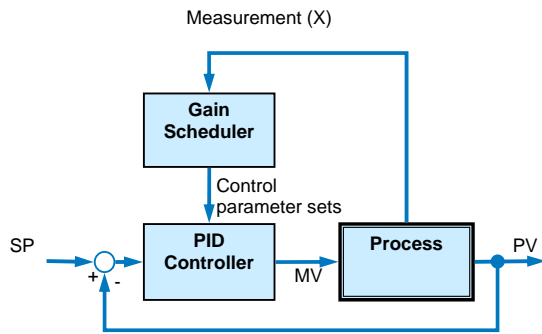 Measurement (X)
Gain
Scheduler
Control
parameter sets
SP
PID
Controller
MV
Process
PV
+
-